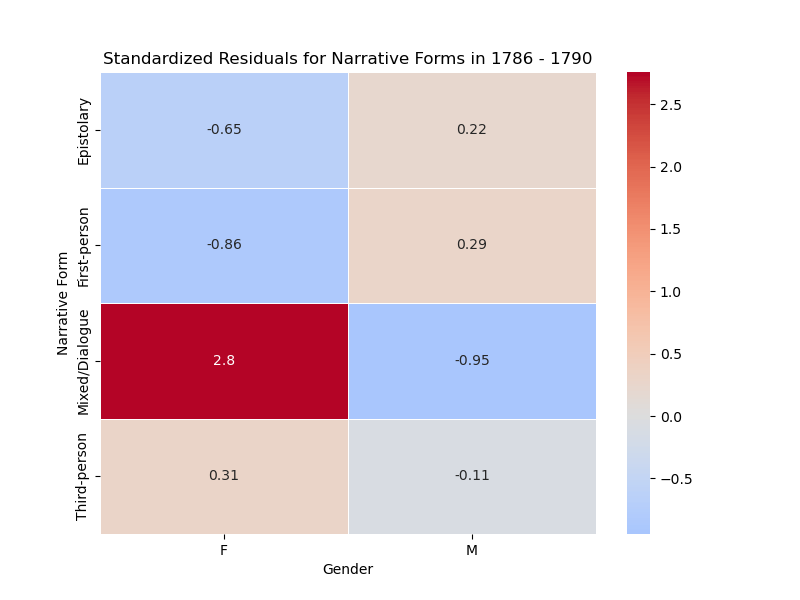 Standardized Residuals for Narrative Forms in 1786 - 1790
Narrative Form
Epistolary
-0.65
0.22
First-person
-0.86
0.29
Mixed/Dialogue
2.8
-0.95
Third-person
0.31
-0.11
F
M
Gender
2.5
2.0
1.5
1.0
0.5
0.0
−0.5